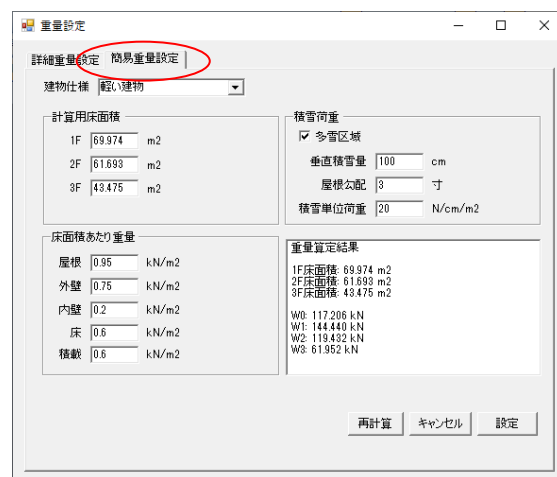 重量設定
詳細重量設定 簡易重量設定
建物仕様 軽い建物
計算用床面積
1F 69.974 m2
2F 61.693 m2
3F 43.475 m2
積雪荷重
多雪区域
垂直積雪量 100 cm
屋根勾配 3 寸
積雪単位荷重 20 N/cm/m2
床面積あたり重量
屋根 0.95 kN/m2
外壁 0.75 kN/m2
内壁 0.2 kN/m2
床 0.6 kN/m2
積載 0.6 kN/m2
重量算定結果
1F床面積: 69.974 m2
2F床面積: 61.693 m2
3F床面積: 43.475 m2
W0: 117.206 kN
W1: 144.440 kN
W2: 119.432 kN
W3: 61.952 kN
再計算 キャンセル 設定